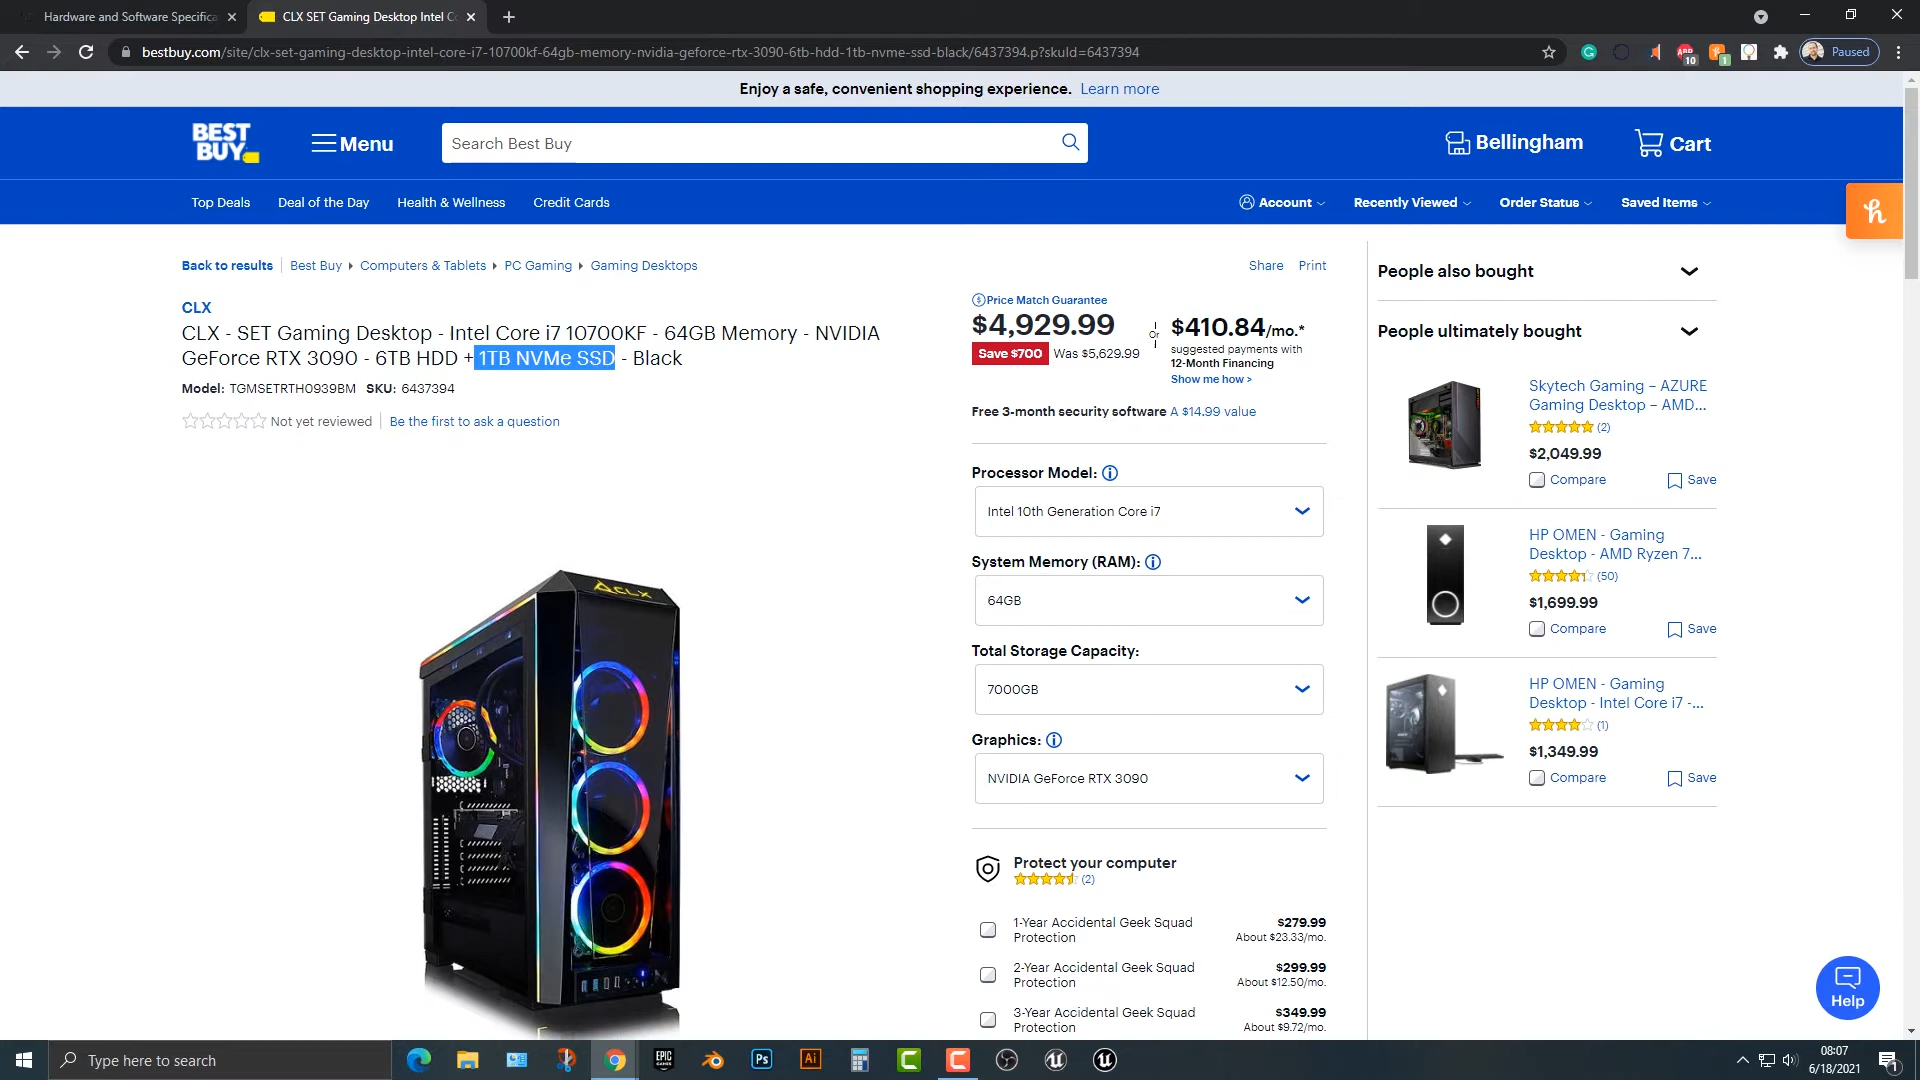 Hardware and Software Specifica
CLX SET Gaming Desktop Intel Co
bestbuy.com/site/clx-set-gaming-desktop-intel-core-i7-10700kf-64gb-memory-nvidia-geforce-rtx-3090-6tb-hdd-1tb-nvme-ssd-black/6437394.p?skuId=6437394
10
1
Paused
Enjoy a safe, convenient shopping experience. Learn more
BEST BUY
Menu
Search Best Buy
Bellingham
Cart
Top Deals
Deal of the Day
Health & Wellness
Credit Cards
Account
Recently Viewed
Order Status
Saved Items
Back to results
Best Buy
Computers & Tablets
PC Gaming
Gaming Desktops
Share
Print
CLX
CLX - SET Gaming Desktop - Intel Core i7 10700KF - 64GB Memory - NVIDIA
GeForce RTX 3090 - 6TB HDD + 1TB NVMe SSD - Black
Model: TGMSETRTH0939BM SKU: 6437394
Not yet reviewed
Be the first to ask a question
CLX
Price Match Guarantee
$4,929.99
Save $700 Was $5,629.99
Or
$410.84/mo.*
suggested payments with
12-Month Financing
Show me how >
Free 3-month security software A $14.99 value
Processor Model:
Intel 10th Generation Core i7
System Memory (RAM):
64GB
Total Storage Capacity:
7000GB
Graphics:
NVIDIA GeForce RTX 3090
Protect your computer
(2)
1-Year Accidental Geek Squad
Protection
$279.99
About $23.33/mo.
2-Year Accidental Geek Squad
Protection
$299.99
About $12.50/mo.
3-Year Accidental Geek Squad
Protection
$349.99
About $9.72/mo.
People also bought
People ultimately bought
Skytech Gaming – AZURE
Gaming Desktop – AMD...
(2)
$2,049.99
Compare
Save
HP OMEN - Gaming
Desktop - AMD Ryzen 7...
(50)
$1,699.99
Compare
Save
HP OMEN - Gaming
Desktop - Intel Core i7 -...
(1)
$1,349.99
Compare
Save
Help
Type here to search
EPIC GAMES
Ps
Ai
08:07
6/18/2021
1